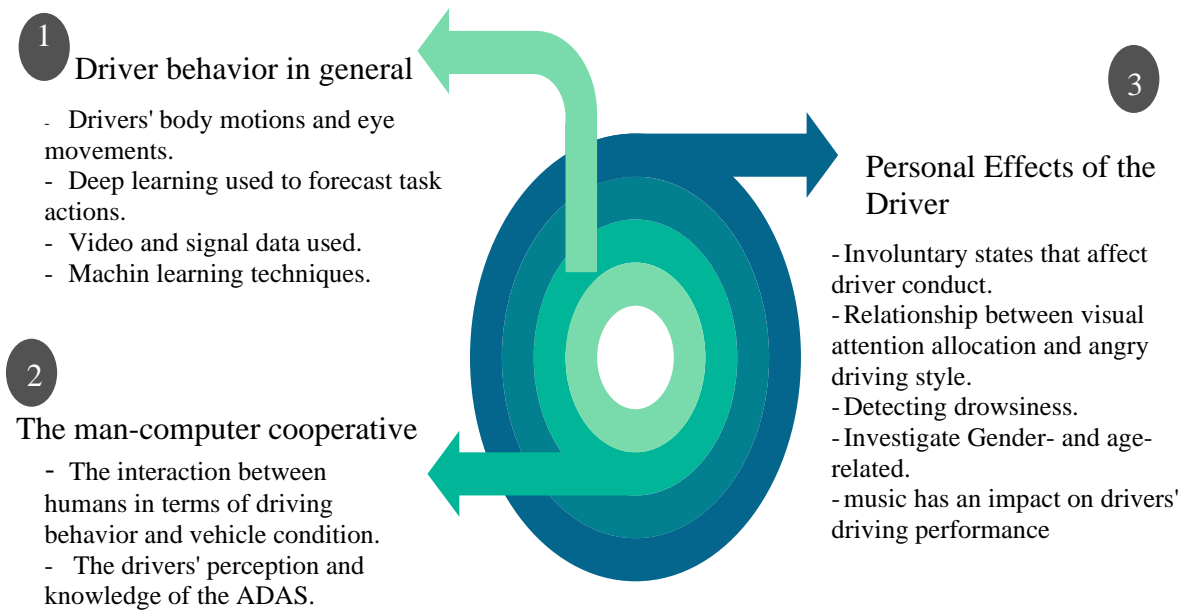 1
Driver behavior in general
- Drivers' body motions and eye
movements.
- Deep learning used to forecast task
actions.
- Video and signal data used.
- Machin learning techniques.
2
The man-computer cooperative
- The interaction between
humans in terms of driving
behavior and vehicle condition.
- The drivers' perception and
knowledge of the ADAS.
3
Personal Effects of the
Driver
- Involuntary states that affect
driver conduct.
- Relationship between visual
attention allocation and angry
driving style.
- Detecting drowsiness.
- Investigate Gender- and age-
related.
- music has an impact on drivers'
driving performance